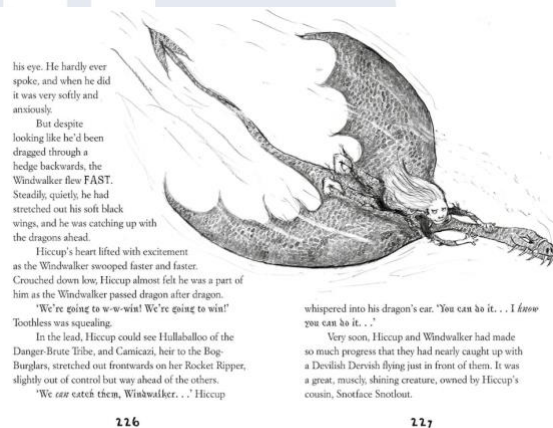 his eye. He hardly ever
spoke, and when he did
it was very softly and
anxiously.
But despite
looking like he'd been
dragged through a
hedge backwards, the
Windwalker flew FAST.
Steadily, quietly, he had
stretched out his soft black
wings, and he was catching up with
the dragons ahead.
Hiccup's heart lifted with excitement
as the Windwalker swooped faster and faster.
Crouched down low, Hiccup almost felt he was a part of
him as the Windwalker passed dragon after dragon.
'We're going to w-w-win! We're going to win!'
Toothless was squealing.
In the lead, Hiccup could see Hullaballoo of the
Danger-Brute Tribe, and Camicazi, heir to the Bog-
Burglars, stretched out frontwards on her Rocket Ripper,
slightly out of control but way ahead of the others.
'We can catch them, Windwalker. . .' Hiccup
226
whispered into his dragon's ear. 'You can do it. . . I know
you can do it. . .'
Very soon, Hiccup and Windwalker had made
so much progress that they had nearly caught up with
a Devilish Dervish flying just in front of them. It was
a great, muscly, shining creature, owned by Hiccup's
cousin, Snotface Snotlout.
227